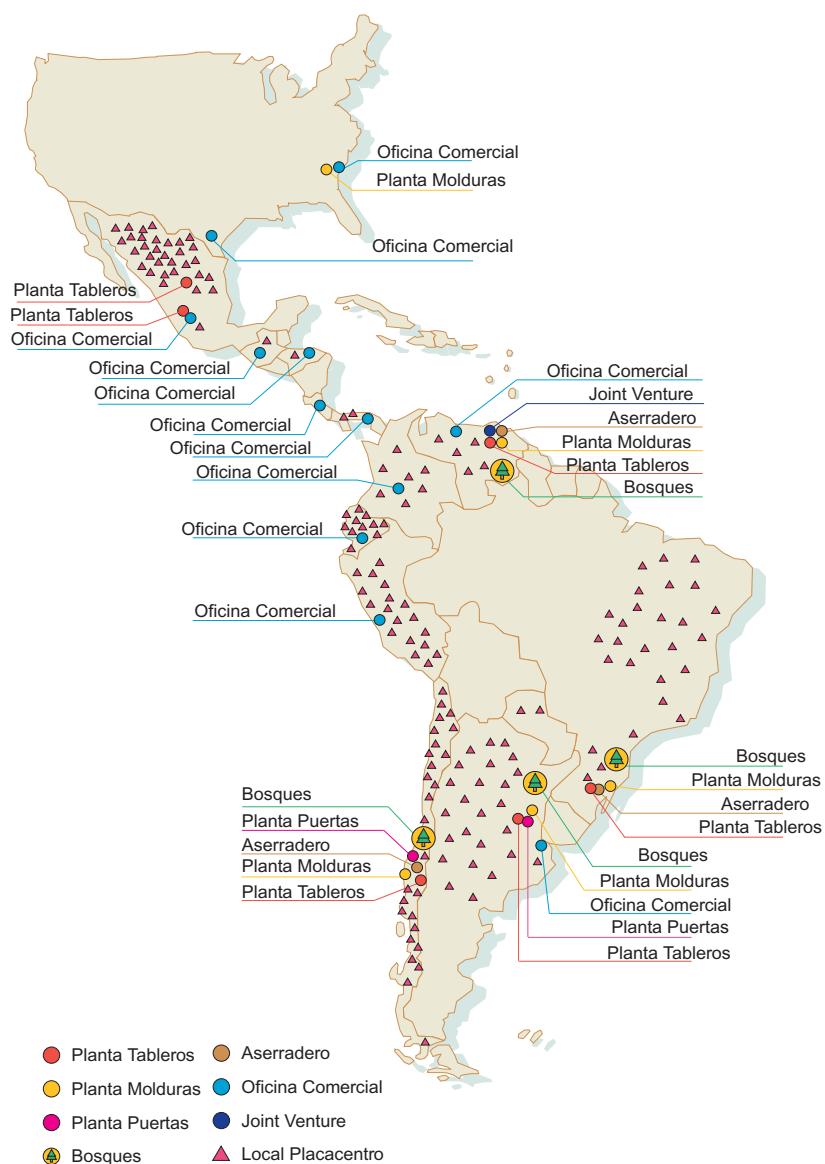 Oficina Comercial
Planta Molduras
Oficina Comercial
Planta Tableros
Planta Tableros
Oficina Comercial
Oficina Comercial
Oficina Comercial
Oficina Comercial
Oficina Comercial
Oficina Comercial
Oficina Comercial
Joint Venture
Aserradero
Planta Molduras
Planta Tableros
Bosques
Oficina Comercial
Oficina Comercial
Bosques
Planta Molduras
Aserradero
Planta Tableros
Bosques
Planta Puertas
Aserradero
Planta Molduras
Planta Tableros
Bosques
Planta Molduras
Oficina Comercial
Planta Puertas
Planta Tableros
Planta Tableros
Planta Molduras
Planta Puertas
Bosques
Aserradero
Oficina Comercial
Joint Venture
Local Placacentro